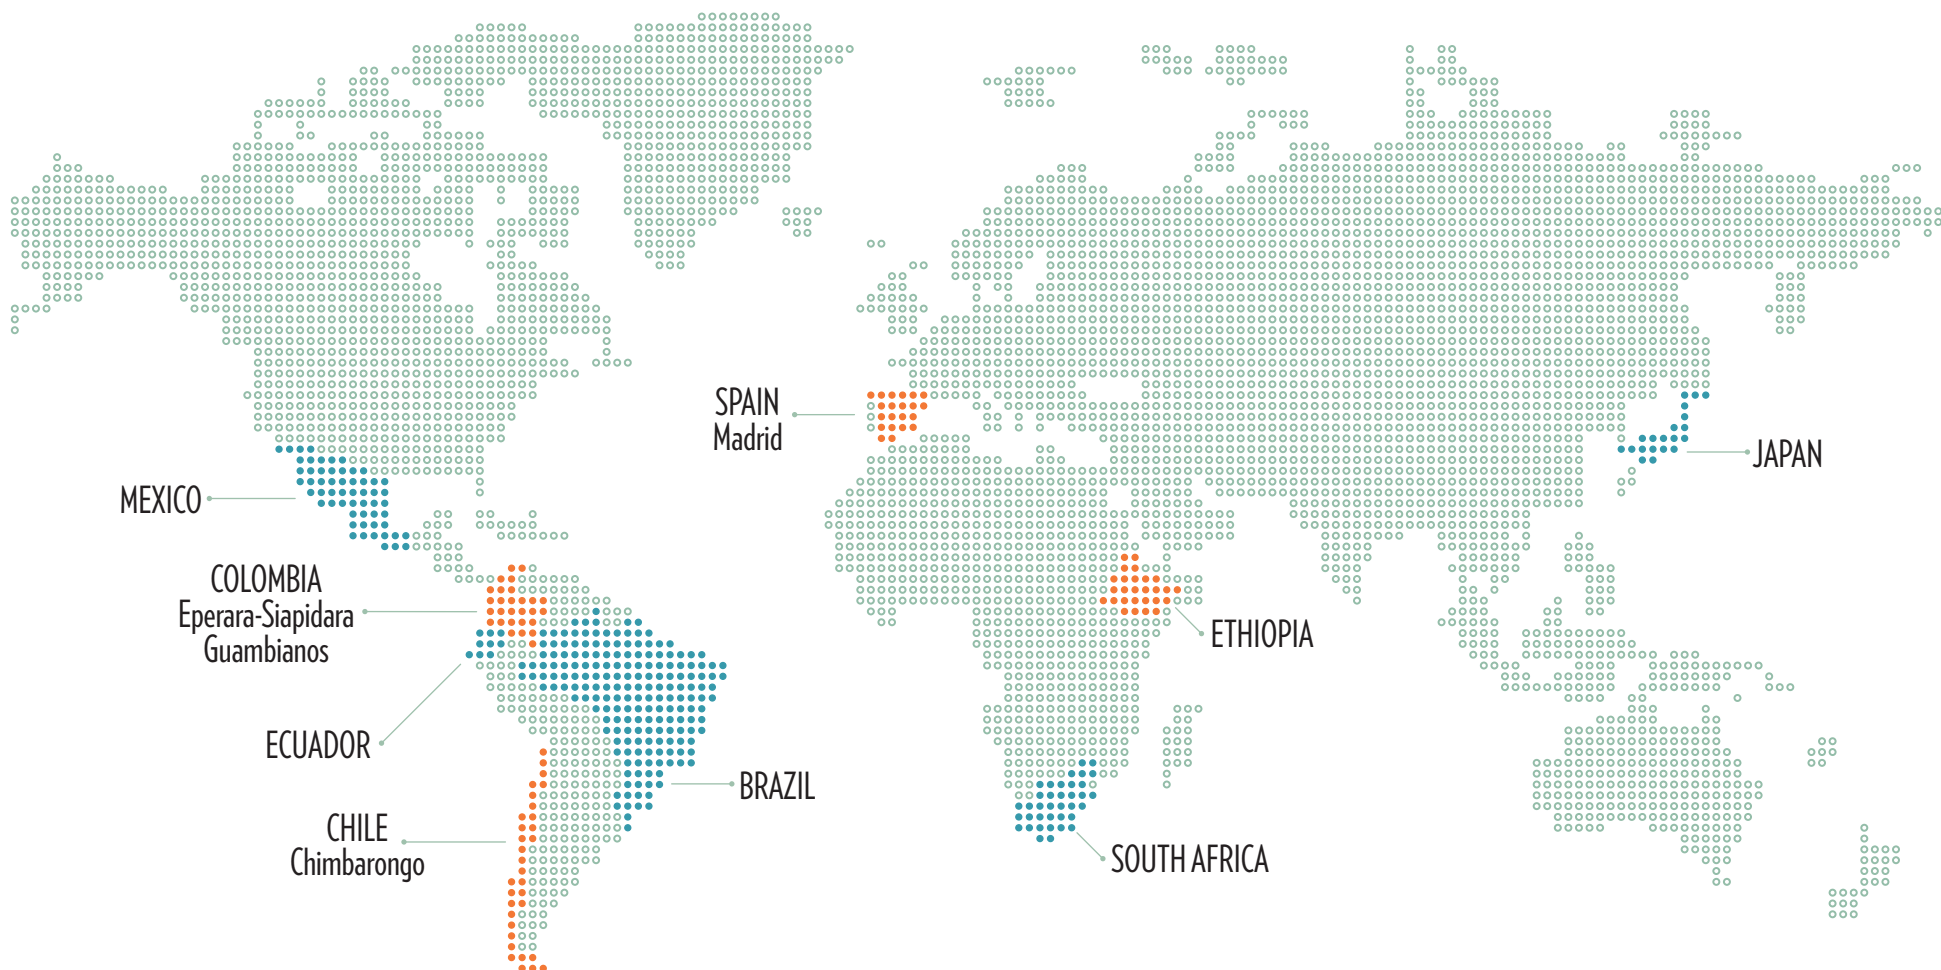 SPAIN
Madrid
JAPAN
MEXICO
COLOMBIA
Eperara-Siapidara
Guambianos
ETHIOPIA
ECUADOR
BRAZIL
CHILE
Chimbarongo
SOUTH AFRICA